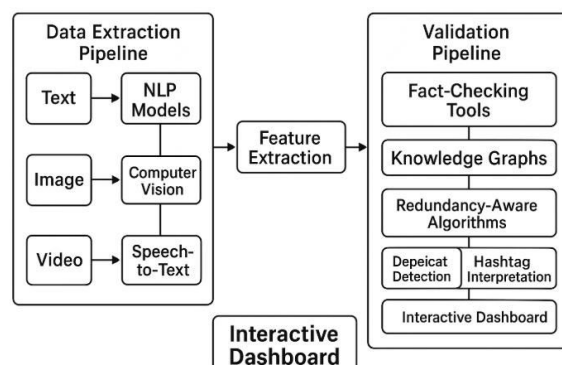 Data Extraction
Pipeline
Text
NLP
Models
Image
Computer
Vision
Video
Speech-
to-Text
Feature
Extraction
Validation
Pipeline
Fact-Checking
Tools
Knowledge Graphs
Redundancy-Aware
Algorithms
Depeicat
Detection
Hashtag
Interpretation
Interactive Dashboard
Interactive
Dashboard